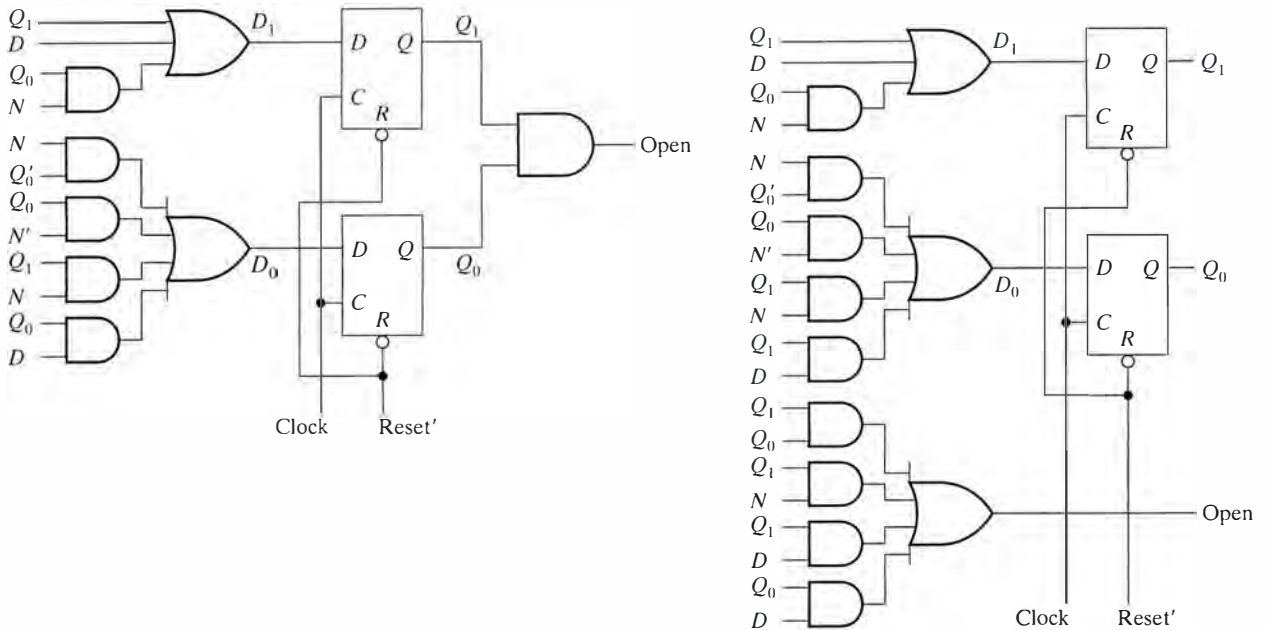 Q₁
D
Q₀
N
D₁
D Q
C
R
Q₁
N
Q₀′
Q₀
N′
Q₁
N
Q₀
D
D₀
D Q
C
R
Q₀
Open
Clock Reset′
Q₁
D
Q₀
N
D₁
D Q
C
R
Q₁
N
Q₀′
Q₀
N′
Q₁
N
Q₁
D
D₀
D Q
C
R
Q₀
Q₁
Q₀
Q₁
N
Q₁
D
Q₀
D
Open
Clock Reset′